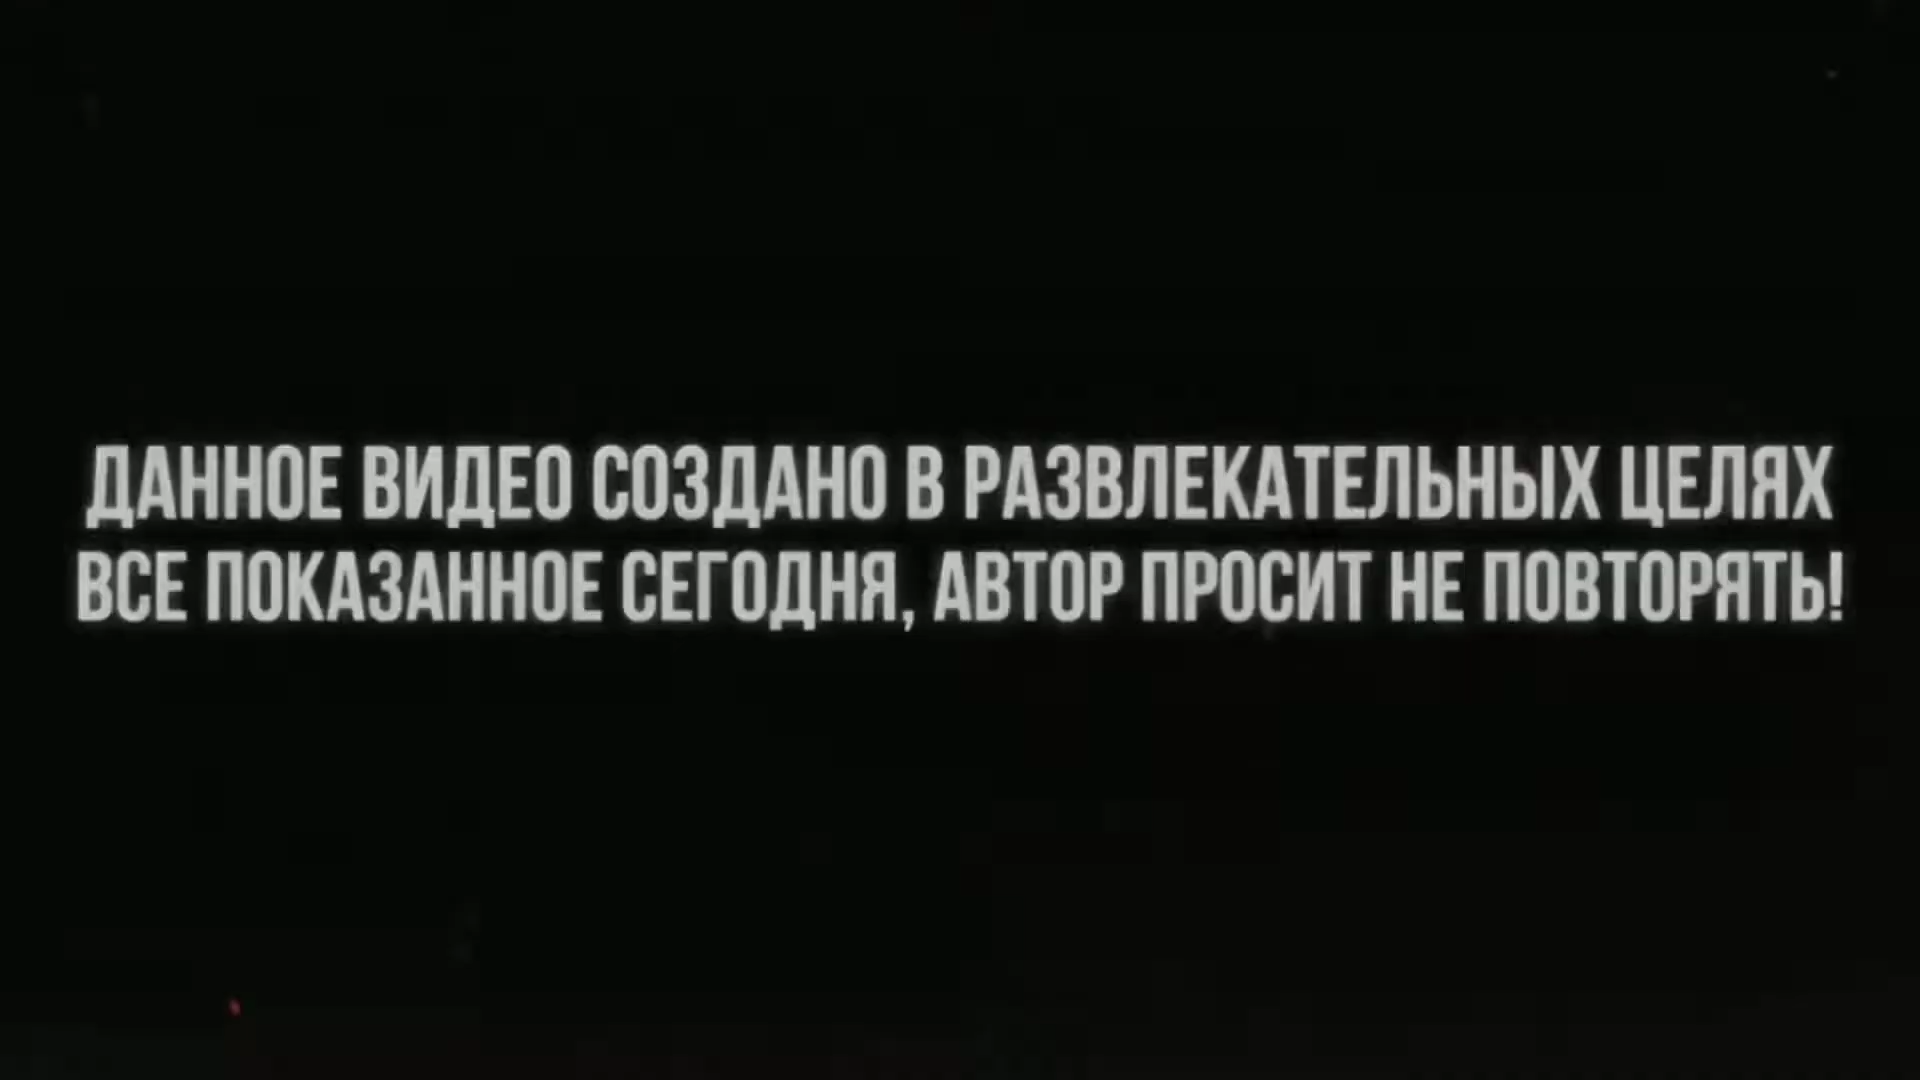 ДАННОЕ ВИДЕО СОЗДАНО В РАЗВЛЕКАТЕЛЬНЫХ ЦЕЛЯХ
ВСЕ ПОКАЗАННОЕ СЕГОДНЯ, АВТОР ПРОСИТ НЕ ПОВТОРЯТЬ!